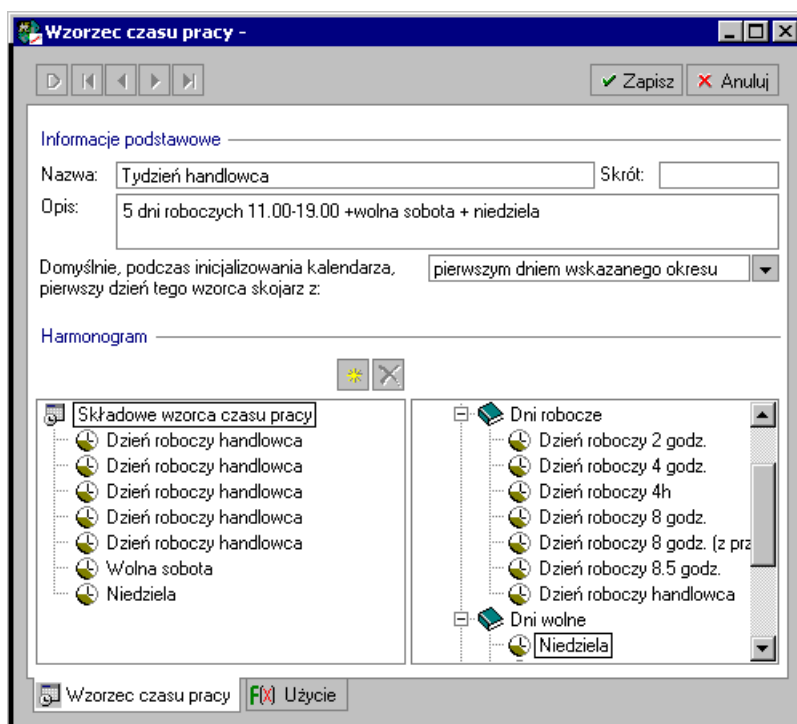 Wzorzec czasu pracy -
Zapisz Anuluj
Informacje podstawowe
Nazwa: Tydzień handlowca Skrót:
Opis: 5 dni roboczych 11.00-19.00 +wolna sobota + niedziela
Domyślnie, podczas inicjalizowania kalendarza,
pierwszy dzień tego wzorca skojarz z:
pierwszym dniem wskazanego okresu
Harmonogram
Składowe wzorca czasu pracy
Dzień roboczy handlowca
Dzień roboczy handlowca
Dzień roboczy handlowca
Dzień roboczy handlowca
Dzień roboczy handlowca
Wolna sobota
Niedziela
Dni robocze
Dzień roboczy 2 godz.
Dzień roboczy 4 godz.
Dzień roboczy 4h
Dzień roboczy 8 godz.
Dzień roboczy 8 godz. (z prz
Dzień roboczy 8.5 godz.
Dzień roboczy handlowca
Dni wolne
Niedziela
Wzorzec czasu pracy F(X) Użycie